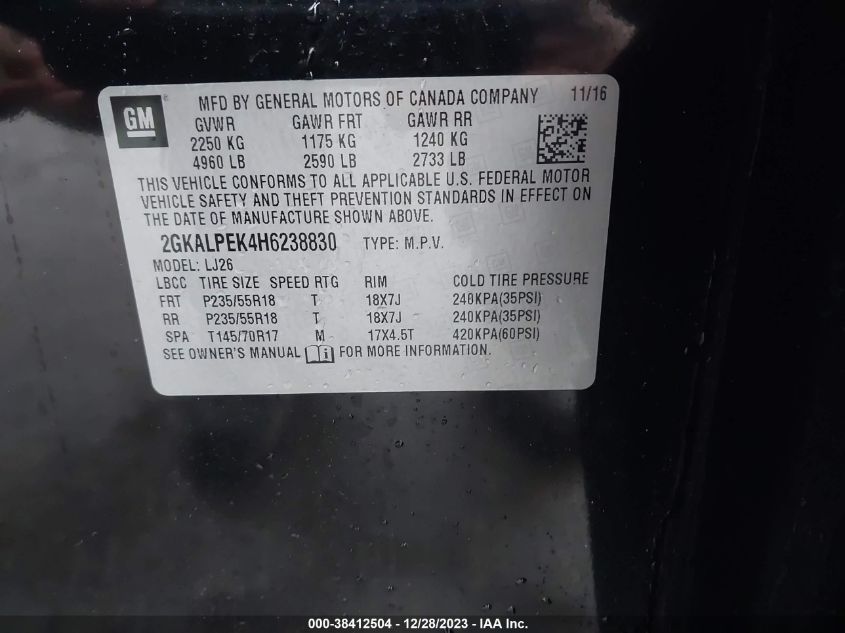 GM
MFD BY GENERAL MOTORS OF CANADA COMPANY 11/16
GVWR GAWR FRT GAWR RR
2250 KG 1175 KG 1240 KG
4960 LB 2590 LB 2733 LB
THIS VEHICLE CONFORMS TO ALL APPLICABLE U.S. FEDERAL MOTOR
VEHICLE SAFETY AND THEFT PREVENTION STANDARDS IN EFFECT ON
THE DATE OF MANUFACTURE SHOWN ABOVE.
2GKALPEK4H6238830 TYPE: M.P.V.
MODEL: LJ26
LBCC TIRE SIZE SPEED RTG RIM COLD TIRE PRESSURE
FRT P235/55R18 T 18X7J 240KPA(35PSI)
RR P235/55R18 T 18X7J 240KPA(35PSI)
SPA T145/70R17 M 17X4.5T 420KPA(60PSI)
SEE OWNER'S MANUAL i FOR MORE INFORMATION.
000-38412504 - 12/28/2023 - IAA Inc.